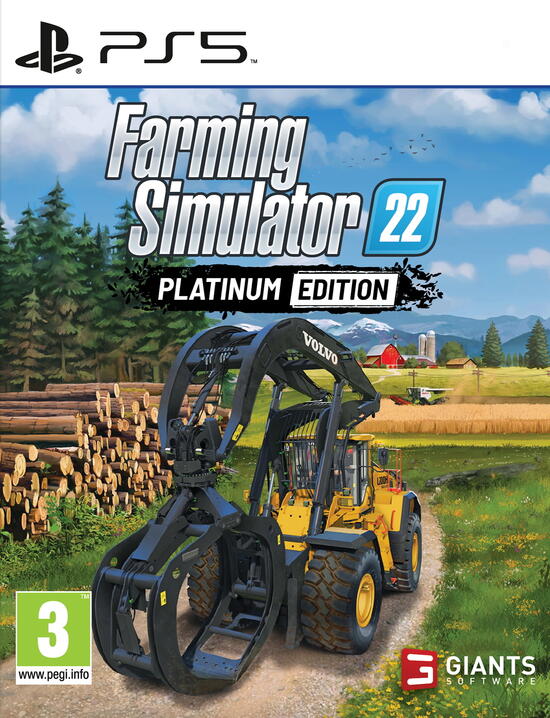 PS5
Farming
Simulator 22
PLATINUM EDITION
VOLVO
3
www.pegi.info
GIANTS
SOFTWARE